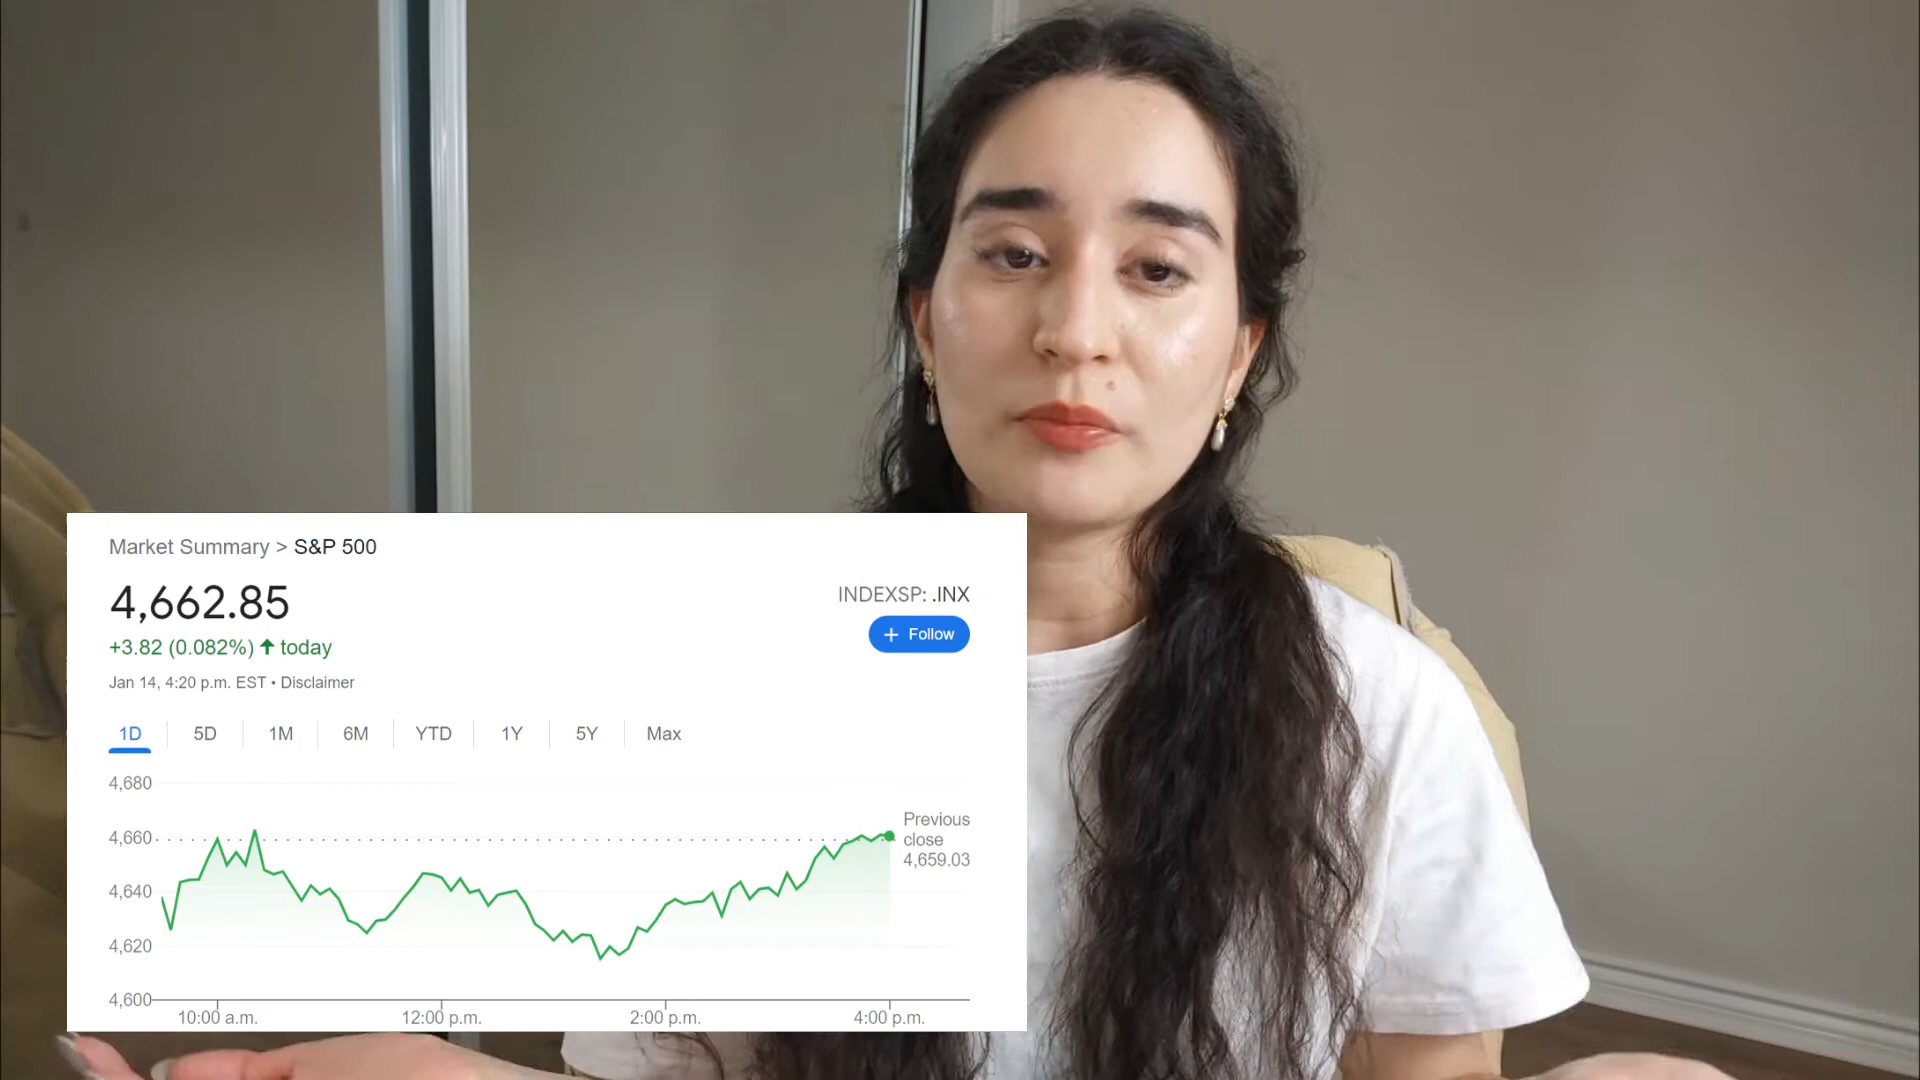 Market Summary > S&P 500
4,662.85
INDEXSP: .INX
+3.82 (0.082%) ↑ today
+ Follow
Jan 14, 4:20 p.m. EST • Disclaimer
1D 5D 1M 6M YTD 1Y 5Y Max
4,680
4,660
4,640
4,620
4,600
Previous
close
4,659.03
10:00 a.m. 12:00 p.m. 2:00 p.m. 4:00 p.m.